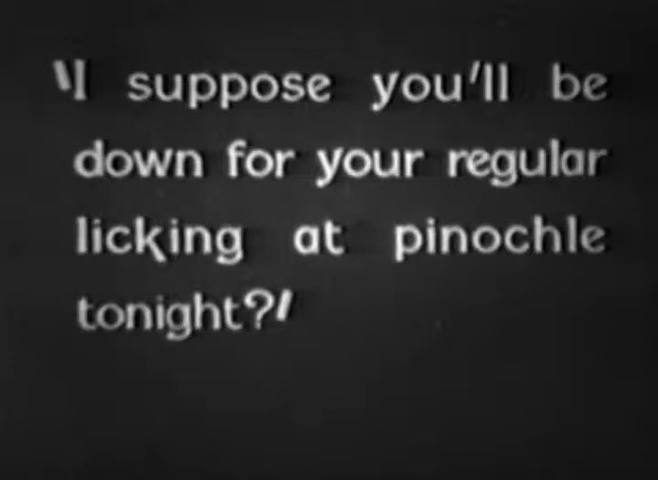 "I suppose you'll be
down for your regular
licking at pinochle
tonight?"